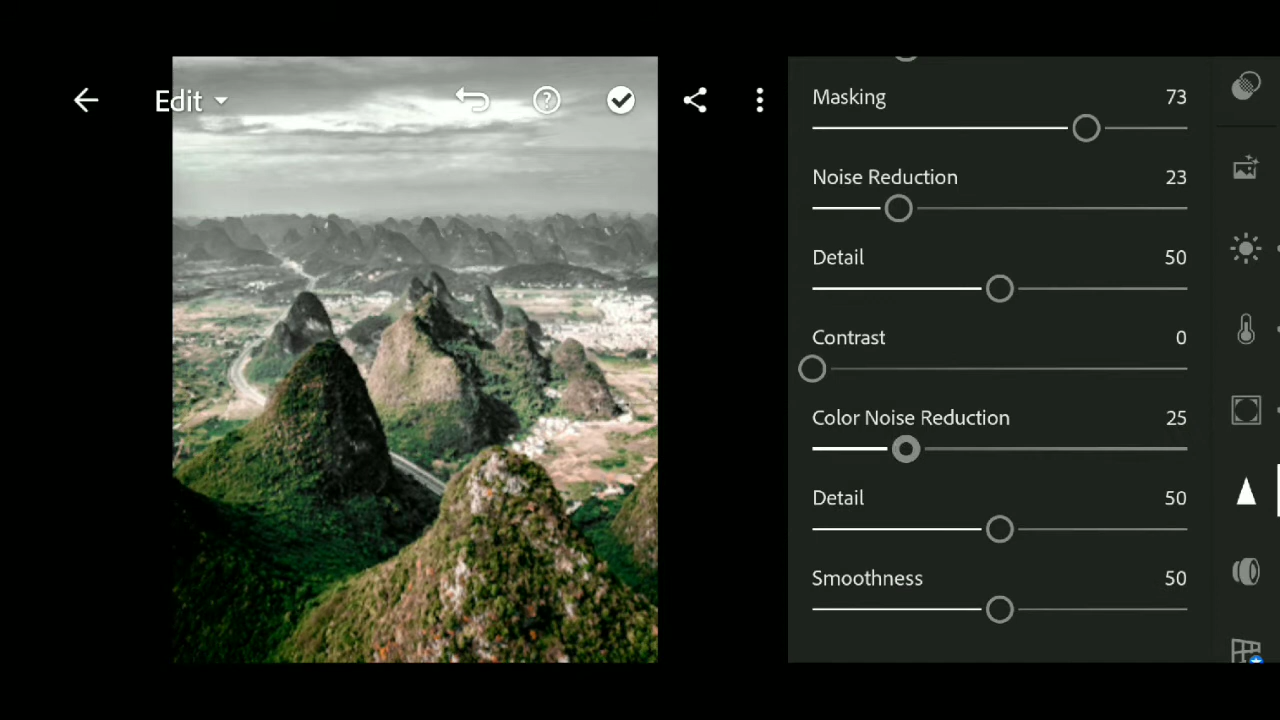 Edit
Masking 73
Noise Reduction 23
Detail 50
Contrast 0
Color Noise Reduction 25
Detail 50
Smoothness 50